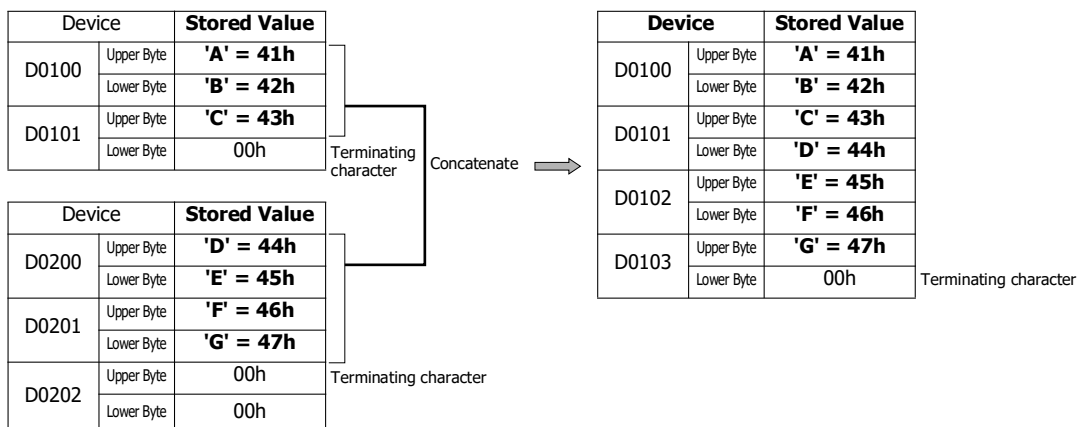 Device Stored Value
D0100 Upper Byte 'A' = 41h
Lower Byte 'B' = 42h
D0101 Upper Byte 'C' = 43h
Lower Byte 00h Terminating character
Device Stored Value
D0200 Upper Byte 'D' = 44h
Lower Byte 'E' = 45h
D0201 Upper Byte 'F' = 46h
Lower Byte 'G' = 47h
D0202 Upper Byte 00h Terminating character
Lower Byte 00h
Concatenate
Device Stored Value
D0100 Upper Byte 'A' = 41h
Lower Byte 'B' = 42h
D0101 Upper Byte 'C' = 43h
Lower Byte 'D' = 44h
D0102 Upper Byte 'E' = 45h
Lower Byte 'F' = 46h
D0103 Upper Byte 'G' = 47h
Lower Byte 00h Terminating character